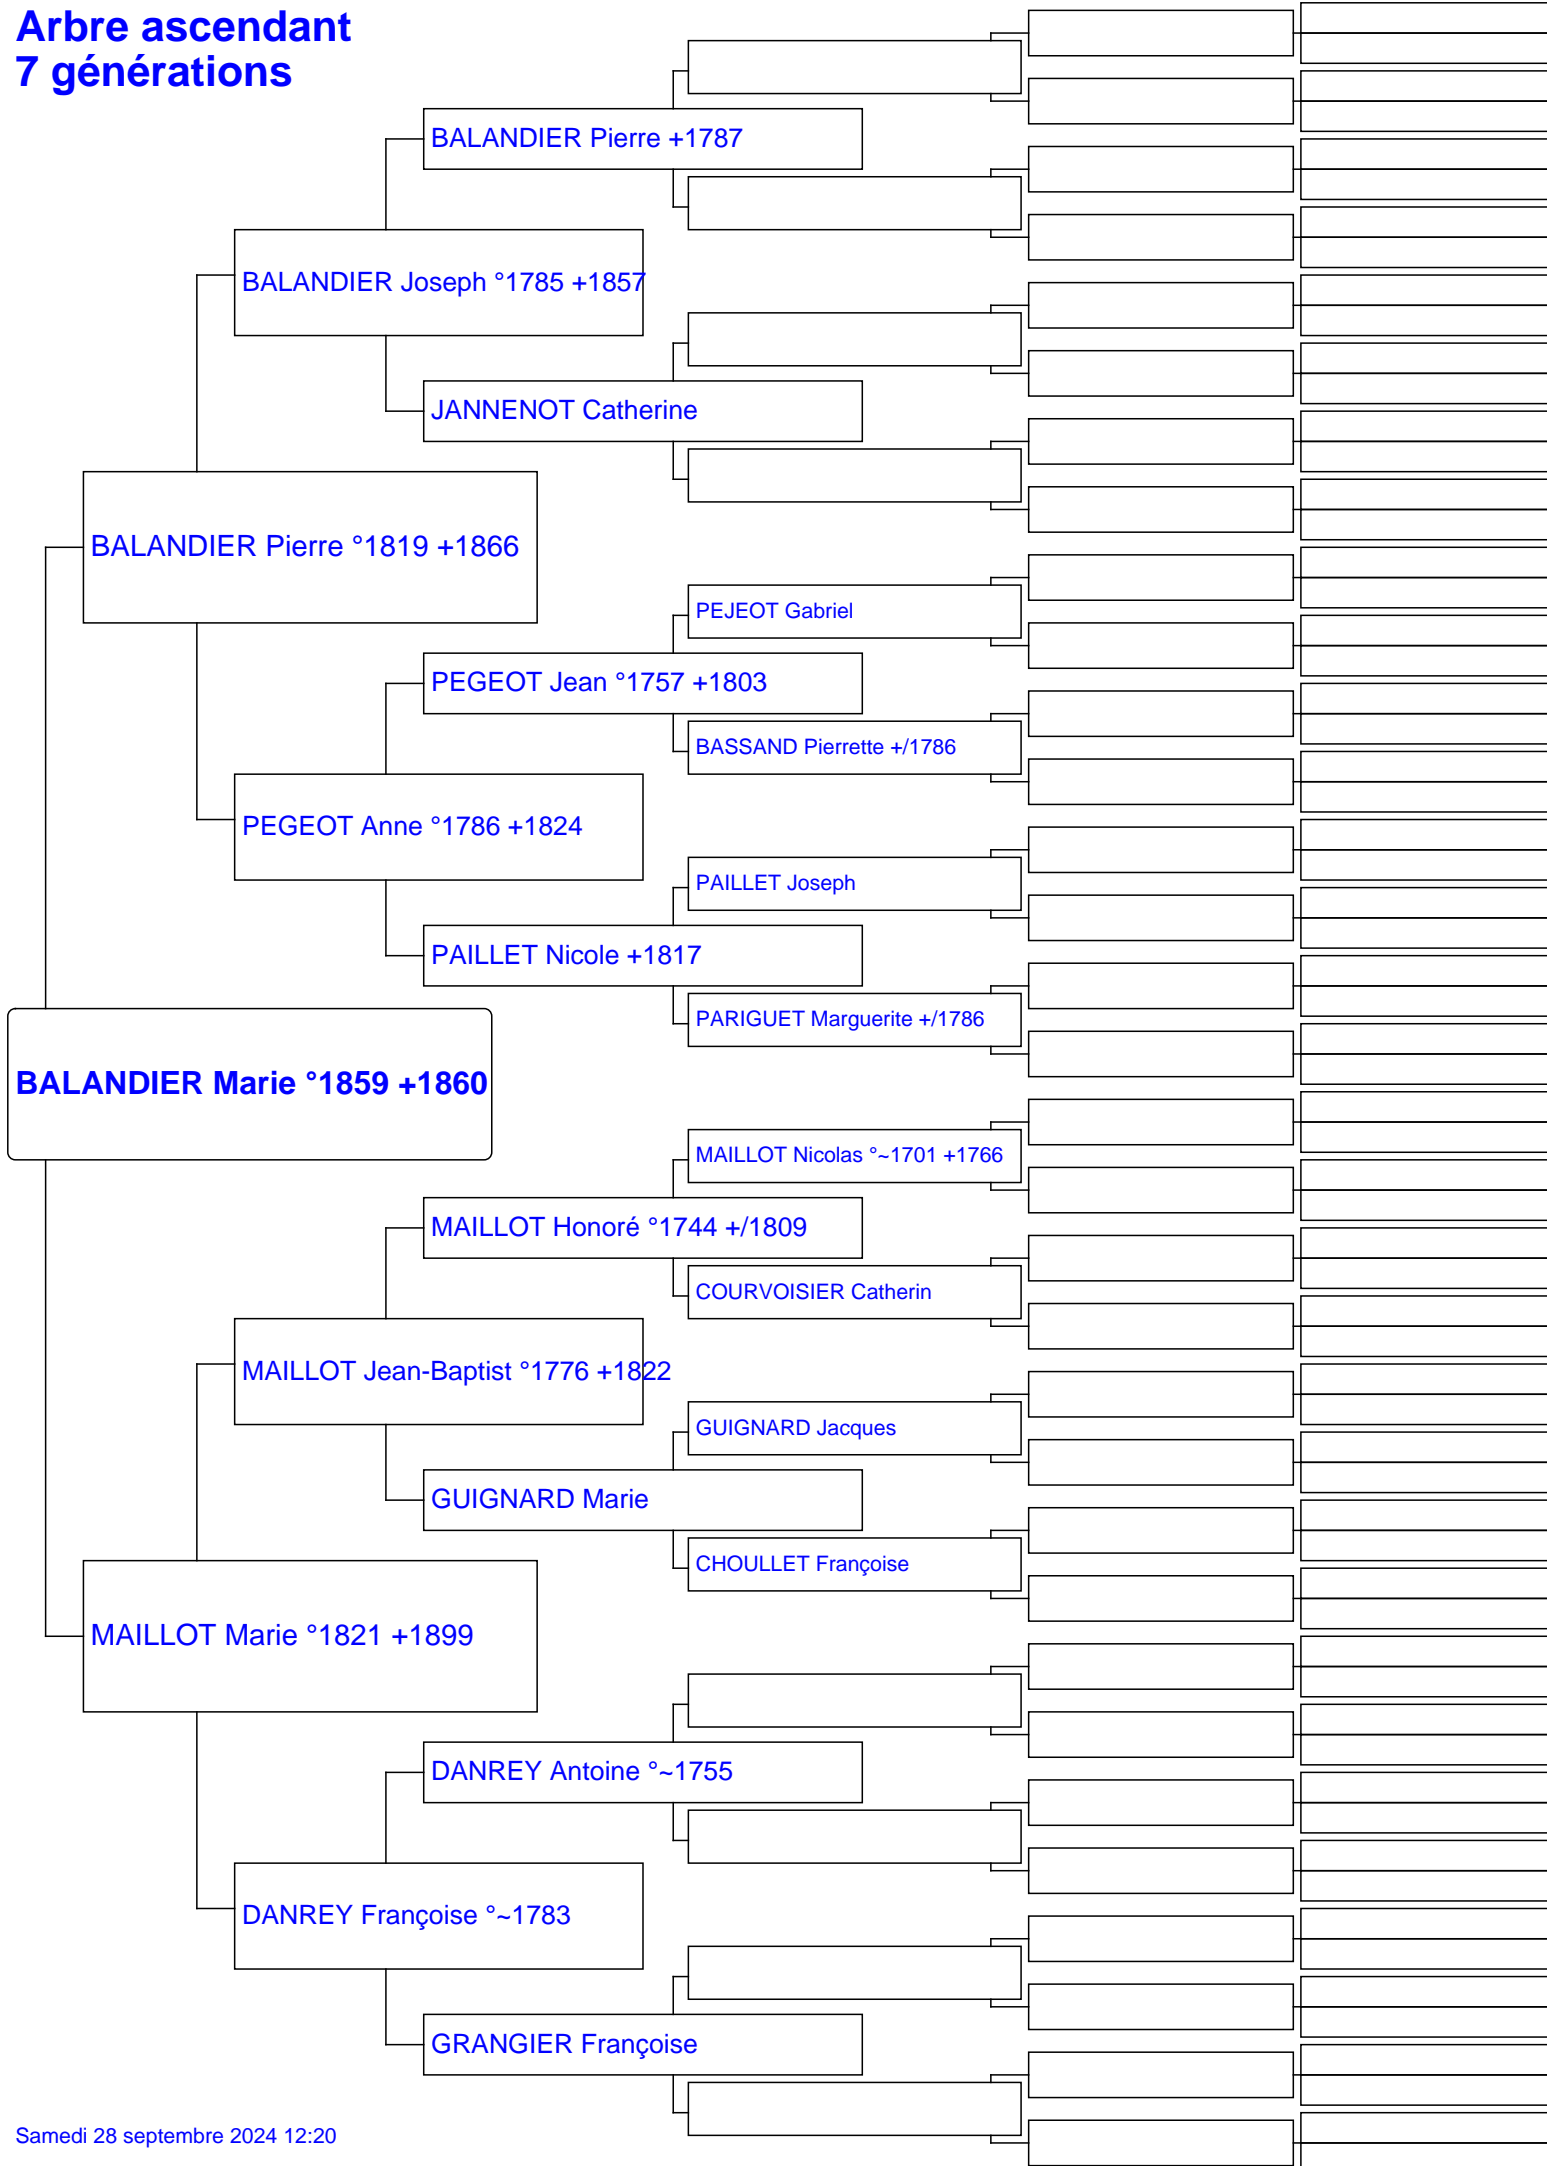 Arbre ascendant
7 générations
BALANDIER Pierre +1787
BALANDIER Joseph °1785 +1857
JANNENOT Catherine
BALANDIER Pierre °1819 +1866
PEJEOT Gabriel
PEGEOT Jean °1757 +1803
BASSAND Pierrette +/1786
PEGEOT Anne °1786 +1824
PAILLET Joseph
PAILLET Nicole +1817
PARIGUET Marguerite +/1786
BALANDIER Marie °1859 +1860
MAILLOT Nicolas °~1701 +1766
MAILLOT Honoré °1744 +/1809
COURVOISIER Catherin
MAILLOT Jean-Baptist °1776 +1822
GUIGNARD Jacques
GUIGNARD Marie
CHOULLET Françoise
MAILLOT Marie °1821 +1899
DANREY Antoine °~1755
DANREY Françoise °~1783
GRANGIER Françoise
Samedi 28 septembre 2024 12:20